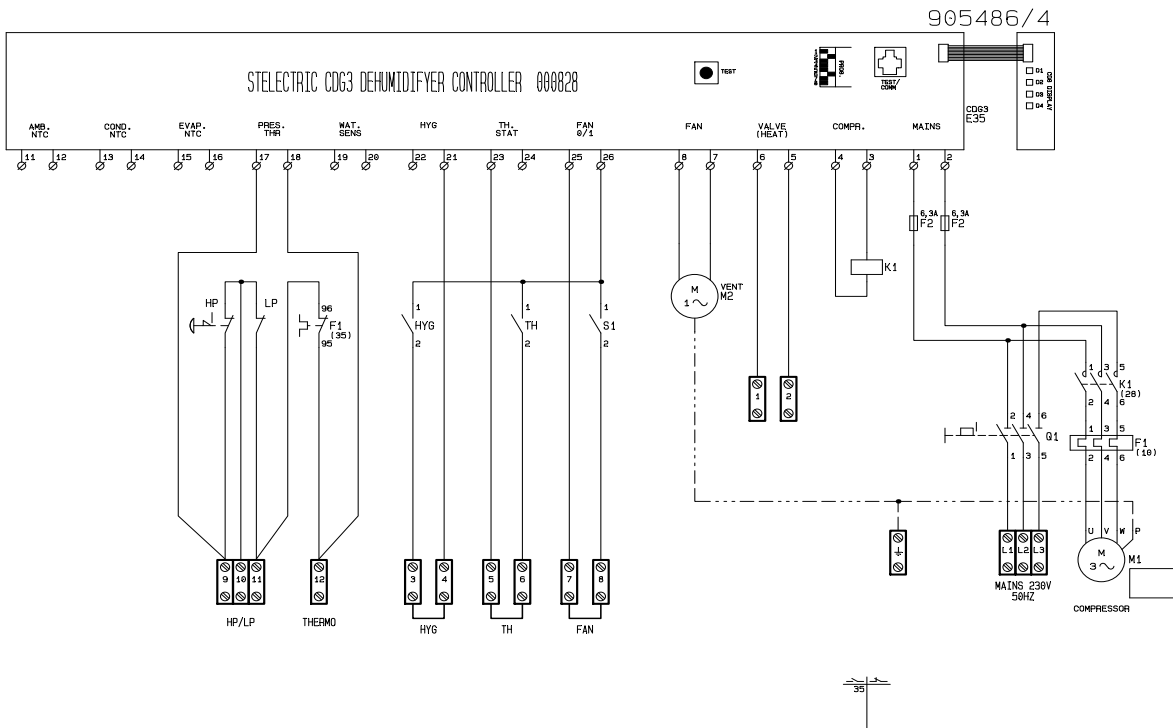 905486/4
STELECTRIC CDG3 DEHUMIDIFYER CONTROLLER 000828
TEST
PROG.
TEST/
COMM
D1
D2
D3
D4
CDG DISPLAY
CDG3
E35
AMB.
NTC
COND.
NTC
EVAP.
NTC
PRES.
THR
WAT.
SENS
HYG
TH.
STAT
FAN
0/1
FAN
VALVE
(HEAT)
COMPR.
MAINS
11 12 13 14 15 16 17 18 19 20 22 21 23 24 25 26 8 7 6 5 4 3 1 2
6,3A
F2
6,3A
F2
K1
M
1~
VENT
M2
HP
LP
96
F1
(35)
95
1
HYG
2
1
TH
2
1
S1
2
1 2
1 3 5
K1
(28)
2 4 6
2 4 6
Q1
1 3 5
1 3 5
F1
(10)
2 4 6
U V W P
M
3~
M1
COMPRESSOR
L1 L2 L3
MAINS 230V
50HZ
9 10 11
HP/LP
12
THERMO
3 4
HYG
5 6
TH
7 8
FAN
35